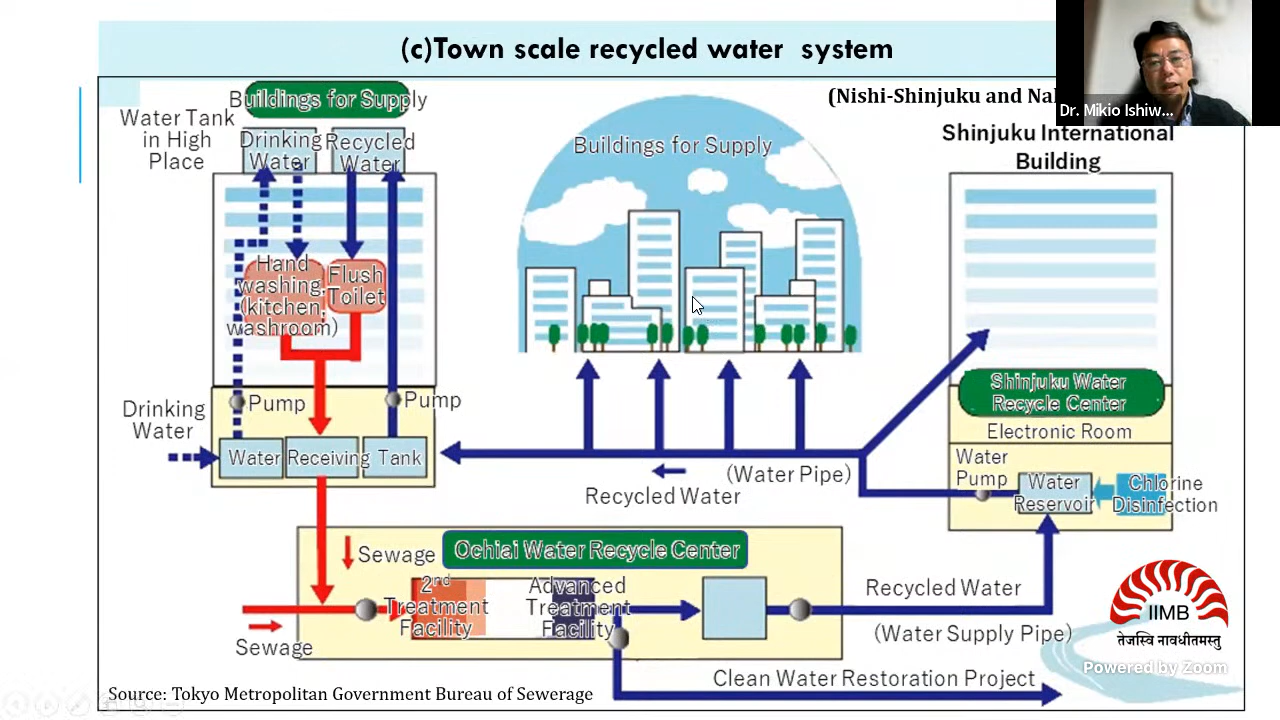 (c)Town scale recycled water system
(Nishi-Shinjuku and
Dr. Mikio Ishiw...
Buildings for Supply
Water Tank
in High
Place
Drinking
Water
Recycled
Water
Hand
washing
(kitchen,
washroom)
Flush
Toilet
Pump
Pump
Drinking
Water
Water
Receiving
Tank
Buildings for Supply
(Water Pipe)
Recycled Water
Shinjuku International
Building
Shinjuku Water
Recycle Center
Electronic Room
Water
Pump
Water
Reservoir
Chlorine
Disinfection
Sewage
Ochiai Water Recycle Center
2nd
Treatment
Facility
Advanced
Treatment
Facility
Sewage
Recycled Water
(Water Supply Pipe)
Clean Water Restoration Project
IIMB
तेजस्वि नावधीतमस्तु
Powered by Zoom
Source: Tokyo Metropolitan Government Bureau of Sewerage